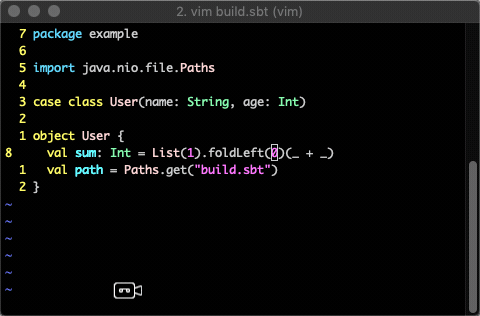 2. vim build.sbt (vim)
7 package example
6
5 import java.nio.file.Paths
4
3 case class User(name: String, age: Int)
2
1 object User {
8   val sum: Int = List(1).foldLeft(0)(_ + _)
1   val path = Paths.get("build.sbt")
2 }
~
~
~
~
~